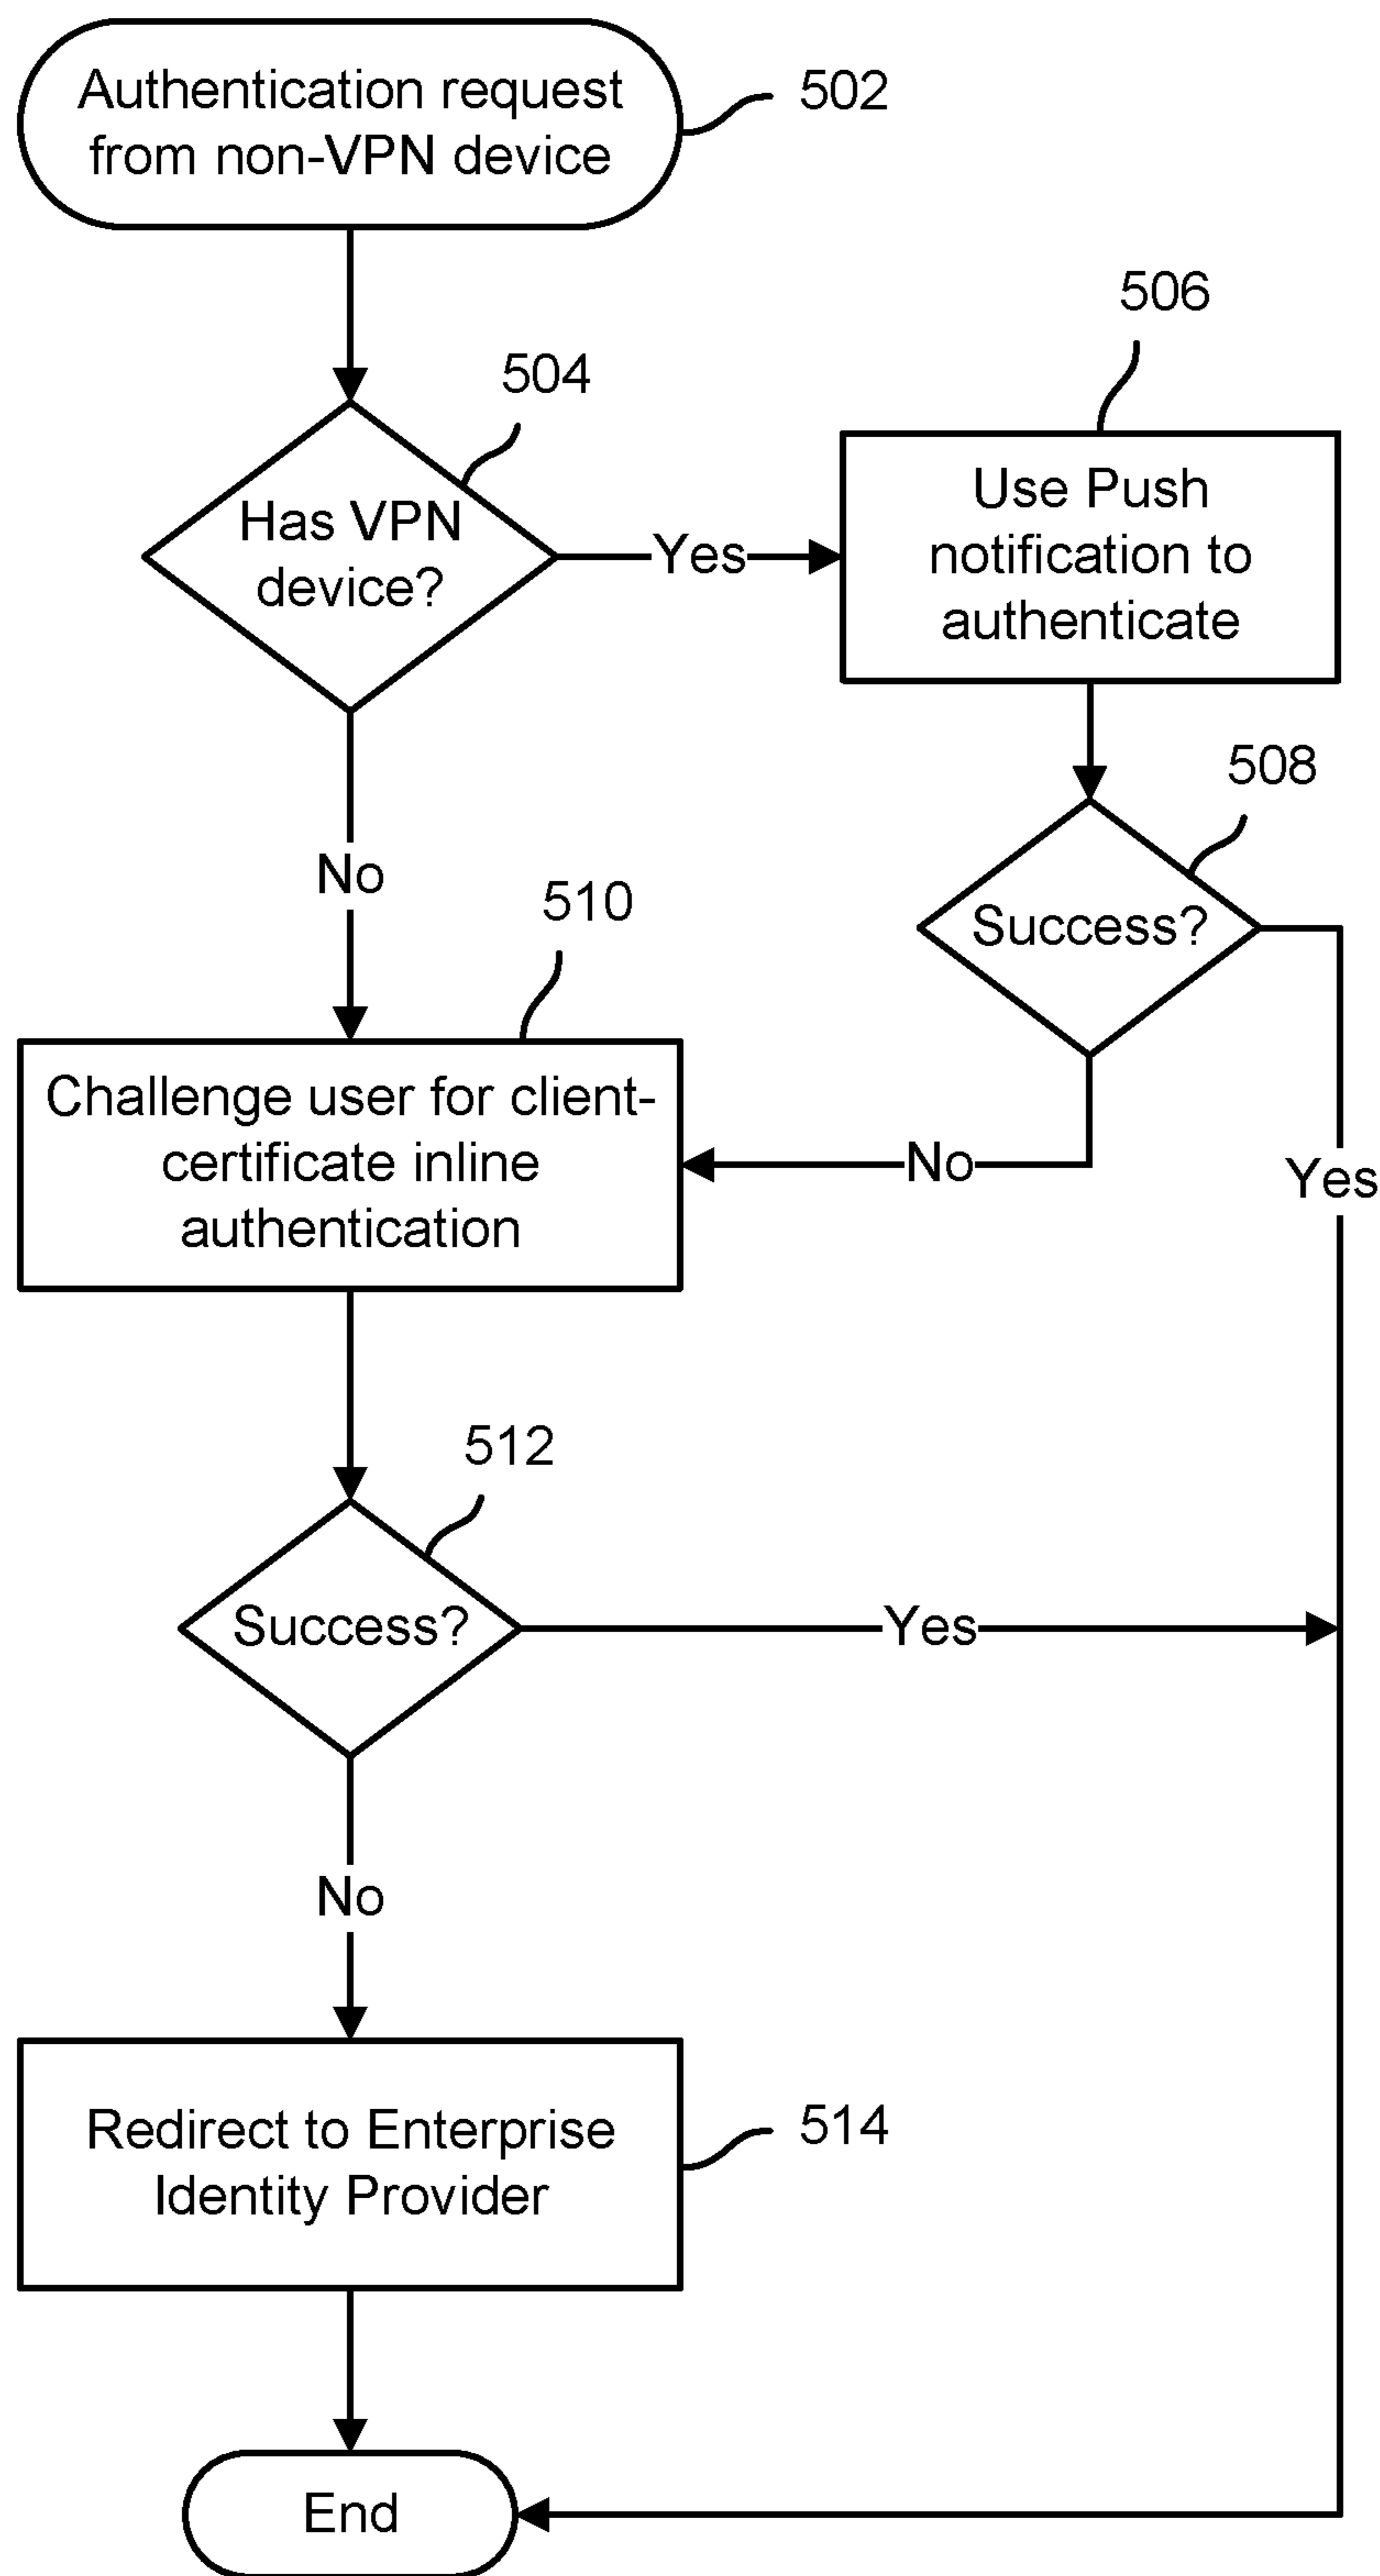 Authentication request
from non-VPN device
502
506
504
Has VPN
device?
Yes
Use Push
notification to
authenticate
508
Success?
No
510
Challenge user for client-
certificate inline
authentication
No
Yes
512
Success?
Yes
No
Redirect to Enterprise
Identity Provider
514
End